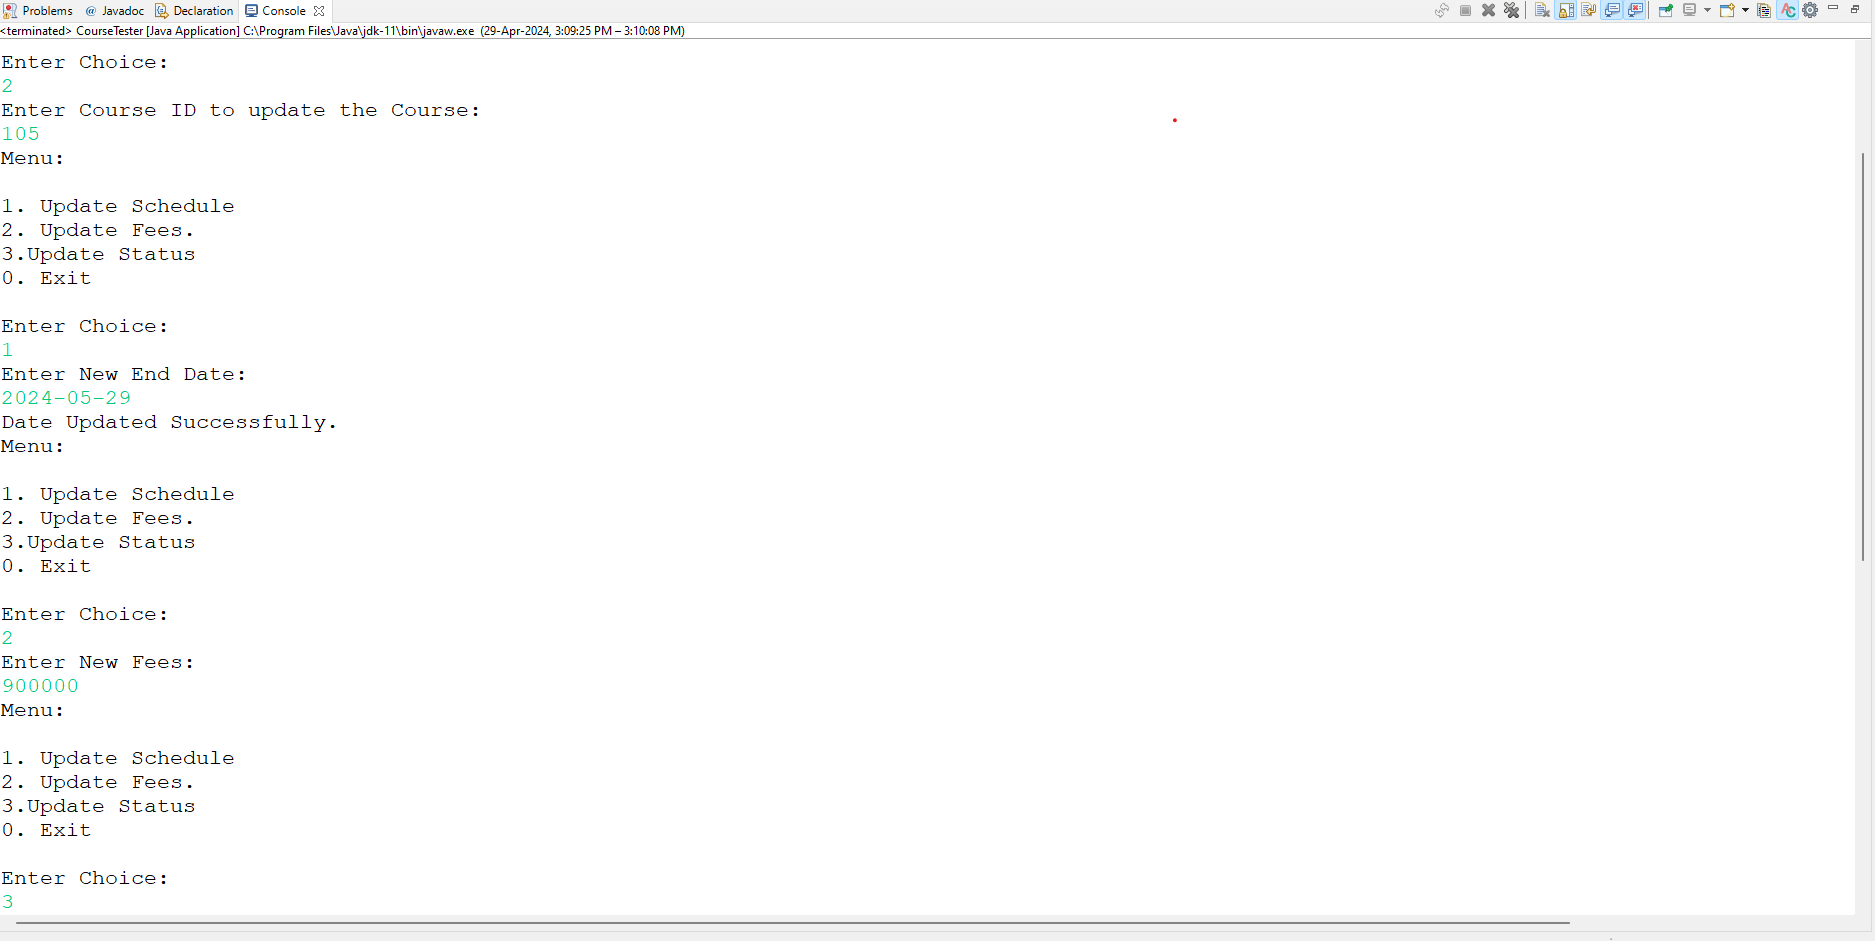 Problems @ Javadoc Declaration Console
<terminated> CourseTester [Java Application] C:\Program Files\Java\jdk-11\bin\javaw.exe (29-Apr-2024, 3:09:25 PM – 3:10:08 PM)
Enter Choice:
2
Enter Course ID to update the Course:
105
Menu:
1. Update Schedule
2. Update Fees.
3.Update Status
0. Exit
Enter Choice:
1
Enter New End Date:
2024-05-29
Date Updated Successfully.
Menu:
1. Update Schedule
2. Update Fees.
3.Update Status
0. Exit
Enter Choice:
2
Enter New Fees:
900000
Menu:
1. Update Schedule
2. Update Fees.
3.Update Status
0. Exit
Enter Choice:
3